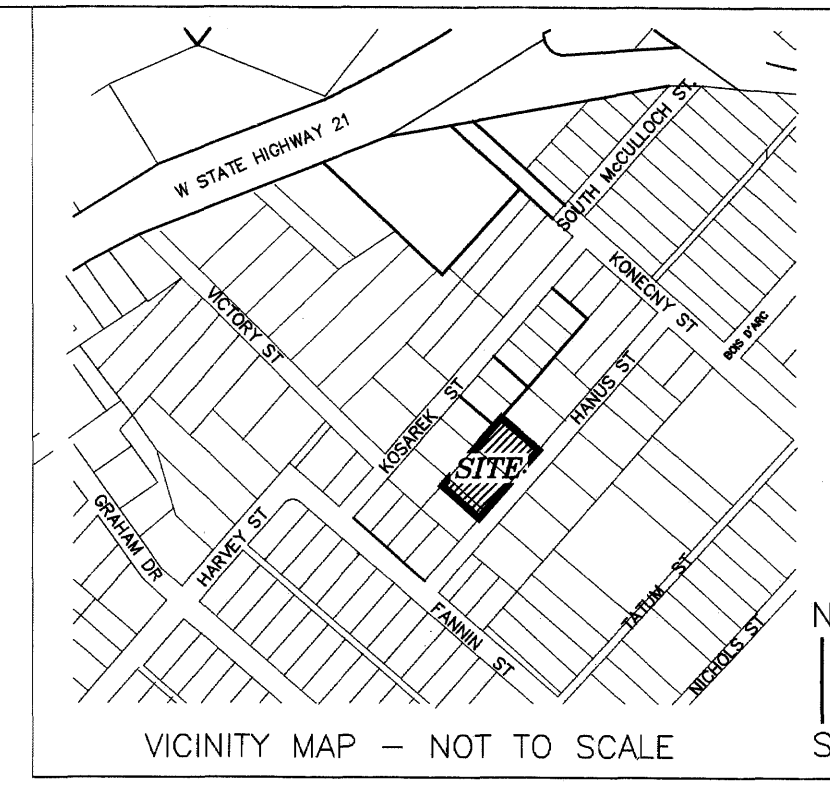 W STATE HIGHWAY 21
SOUTH McCULLOCH ST.
KONECNY ST
BOIS D'ARC
VICTORY ST
HANUS ST
KOSAREK ST
SITE
GRAHAM DR
HARVEY ST
FANNIN ST
TATUM ST
NICHOLS ST
N
S
VICINITY MAP - NOT TO SCALE